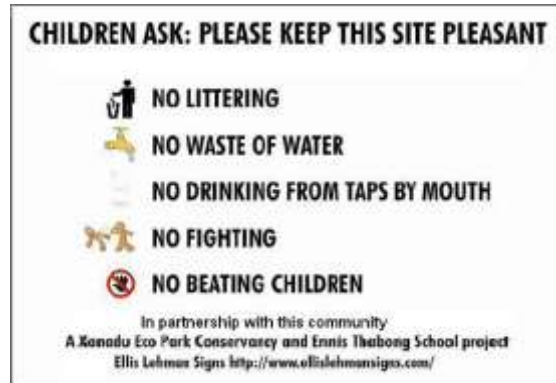 CHILDREN ASK: PLEASE KEEP THIS SITE PLEASANT
NO LITTERING
NO WASTE OF WATER
NO DRINKING FROM TAPS BY MOUTH
NO FIGHTING
NO BEATING CHILDREN
In partnership with this community
A Xanadu Eco Park Conservancy and Ennis Thabong School project
Ellis Lehman Signs http://www.ellislehmansigns.com/